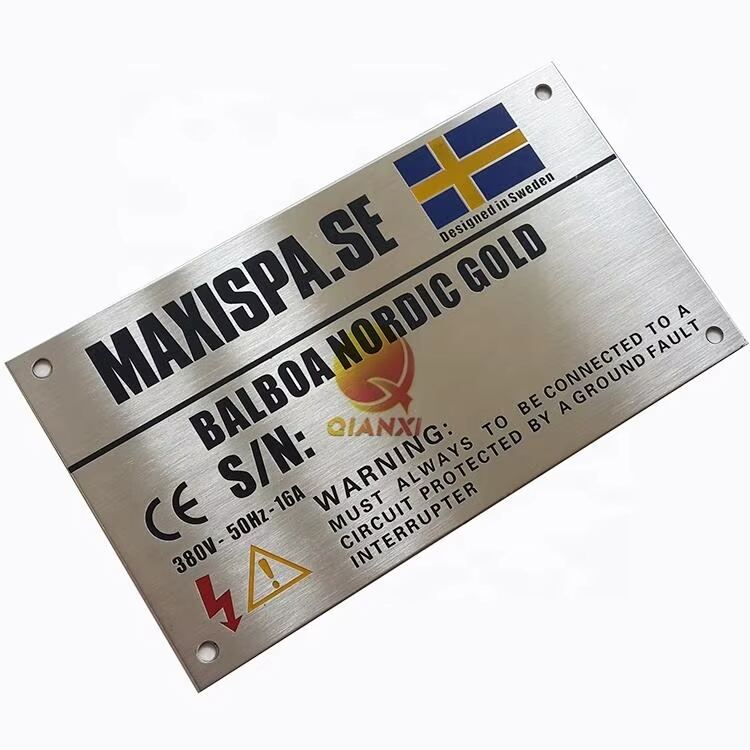 MAXISPA.SE
Designed in Sweden
BALBOA NORDIC GOLD
S/N:
CE
380V - 50Hz - 16A
WARNING:
MUST ALWAYS TO BE CONNECTED TO A
CIRCUIT PROTECTED BY A GROUND FAULT
INTERRUPTER
QIANXI